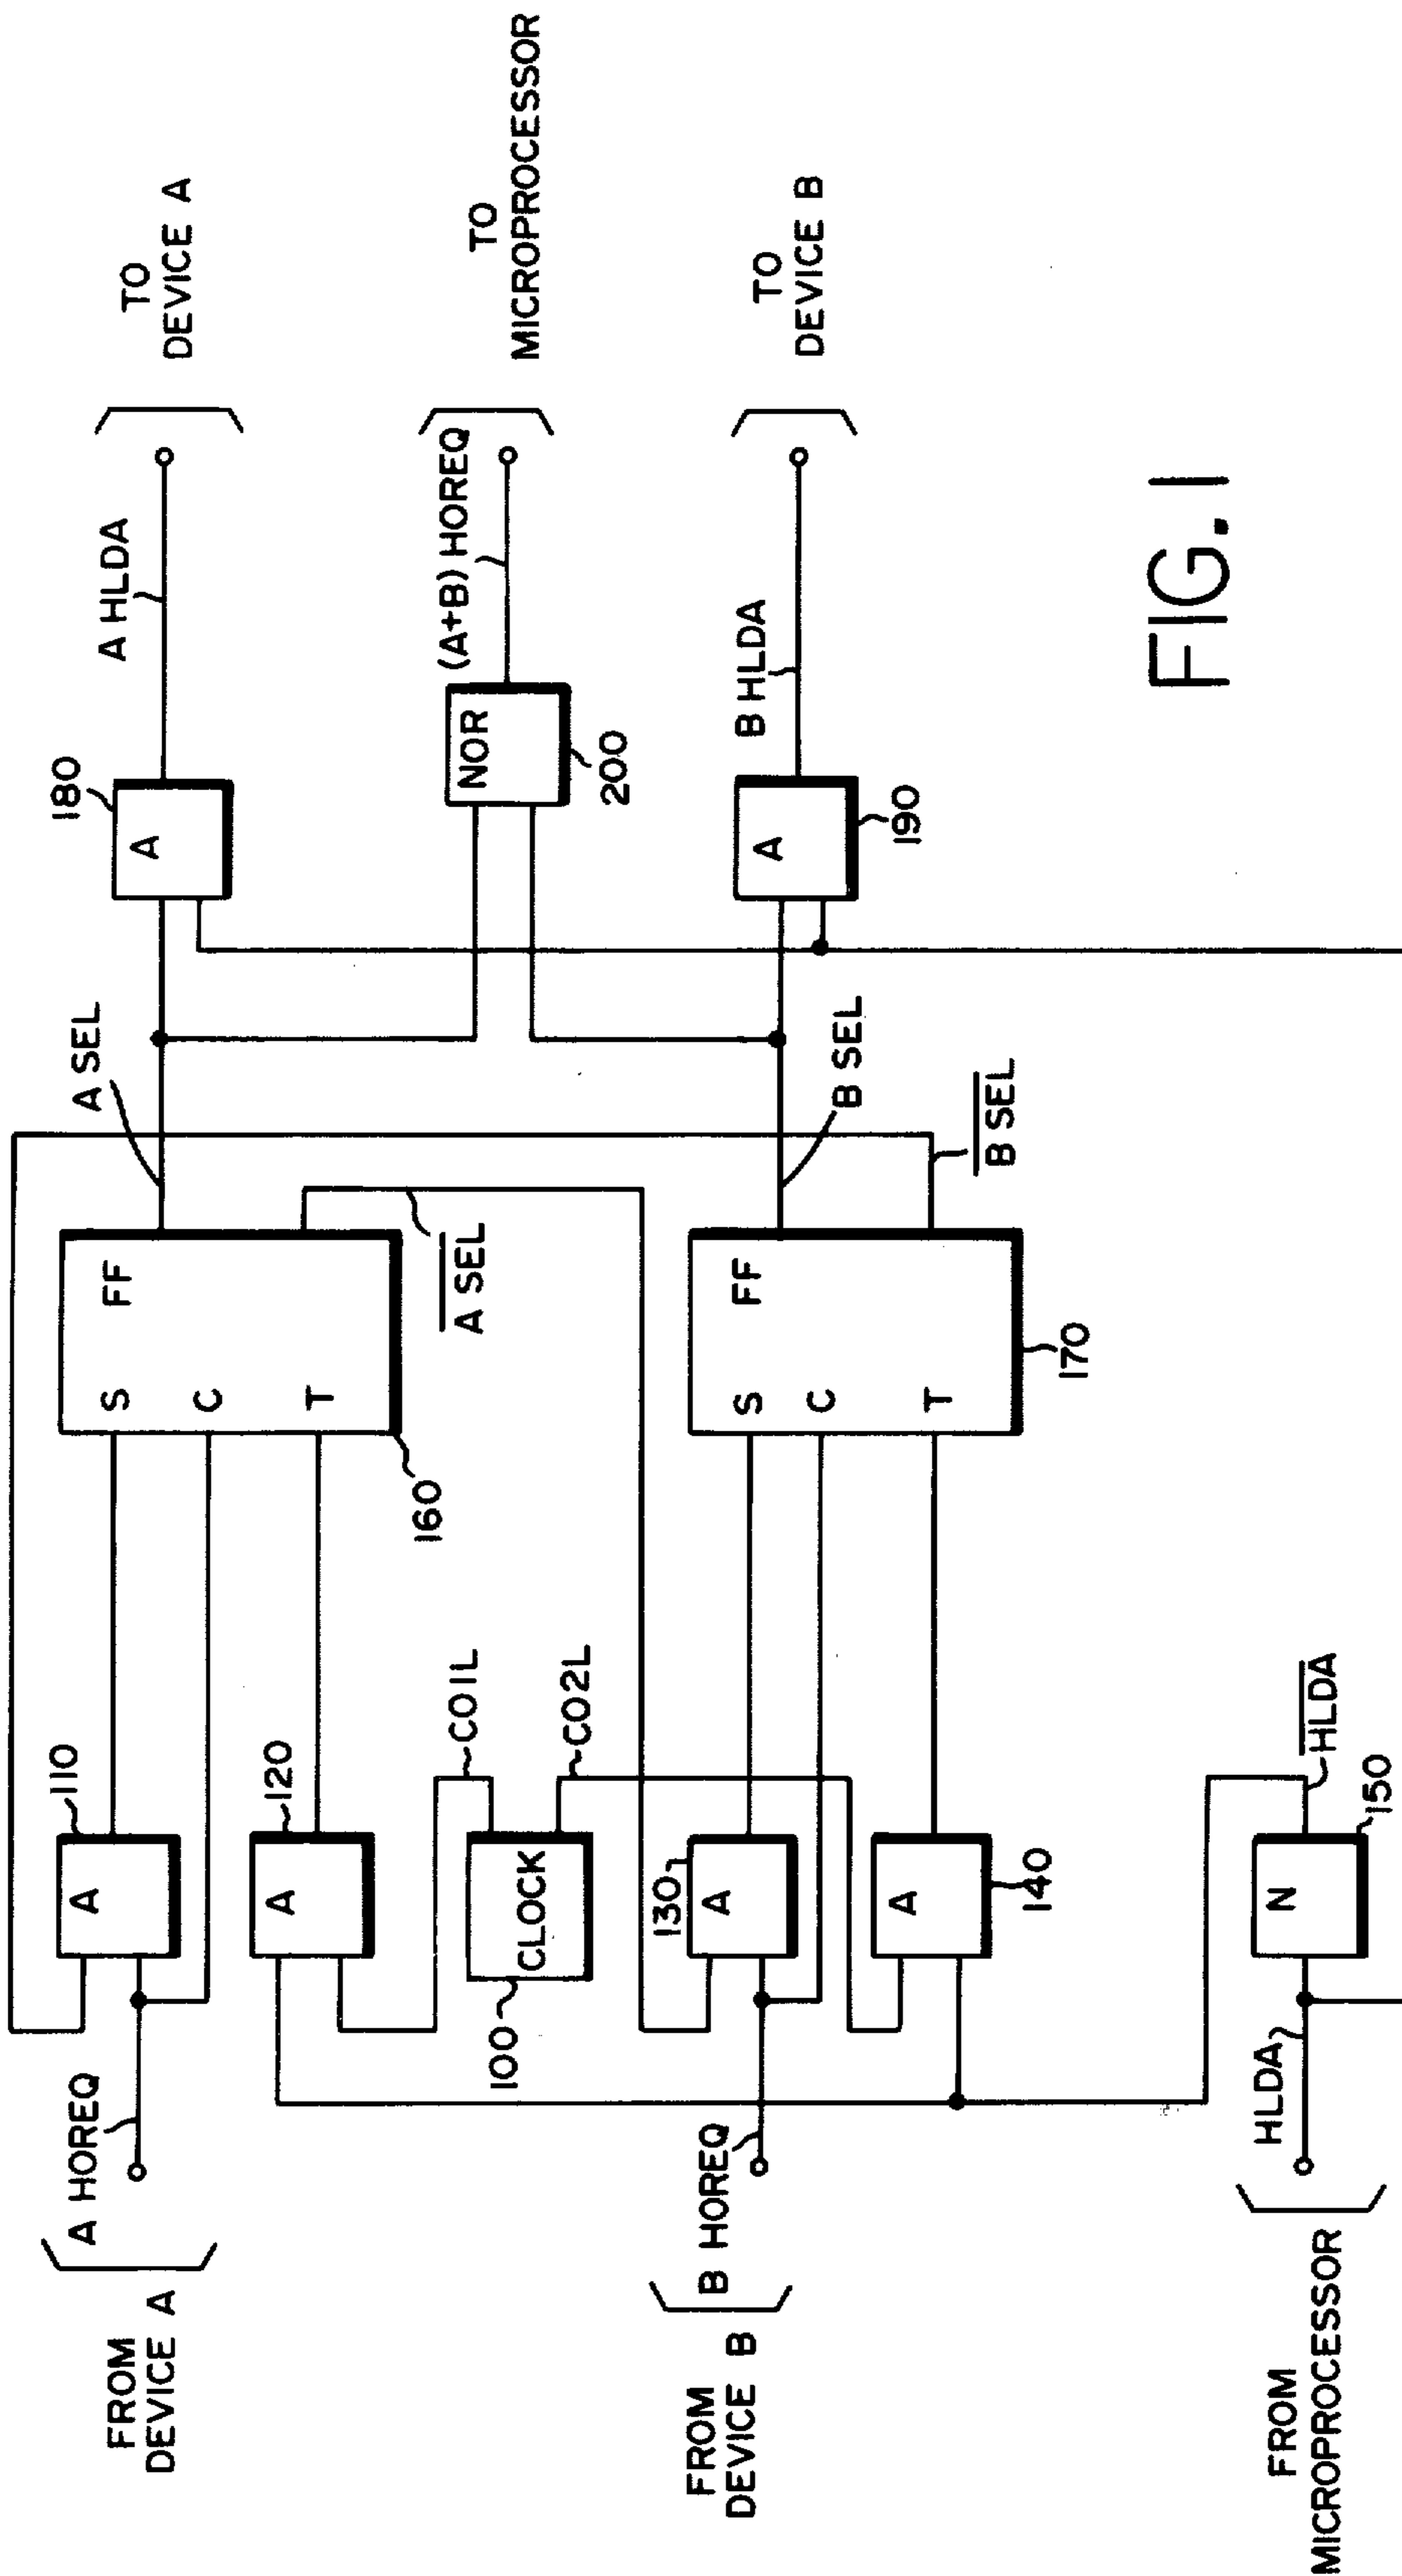 FROM
DEVICE A
A HOREQ
110
A
S
FF
C
T
160
A SEL
A SEL
180
A
A HLDA
TO
DEVICE A
120
A
CO1L
CLOCK
100
CO2L
NOR
200
(A+B) HOREQ
TO
MICROPROCESSOR
FROM
DEVICE B
B HOREQ
130
A
140
A
S
FF
C
T
170
B SEL
B SEL
190
A
B HLDA
TO
DEVICE B
FROM
MICROPROCESSOR
HLDA
N
150
HLDA
FIG. 1